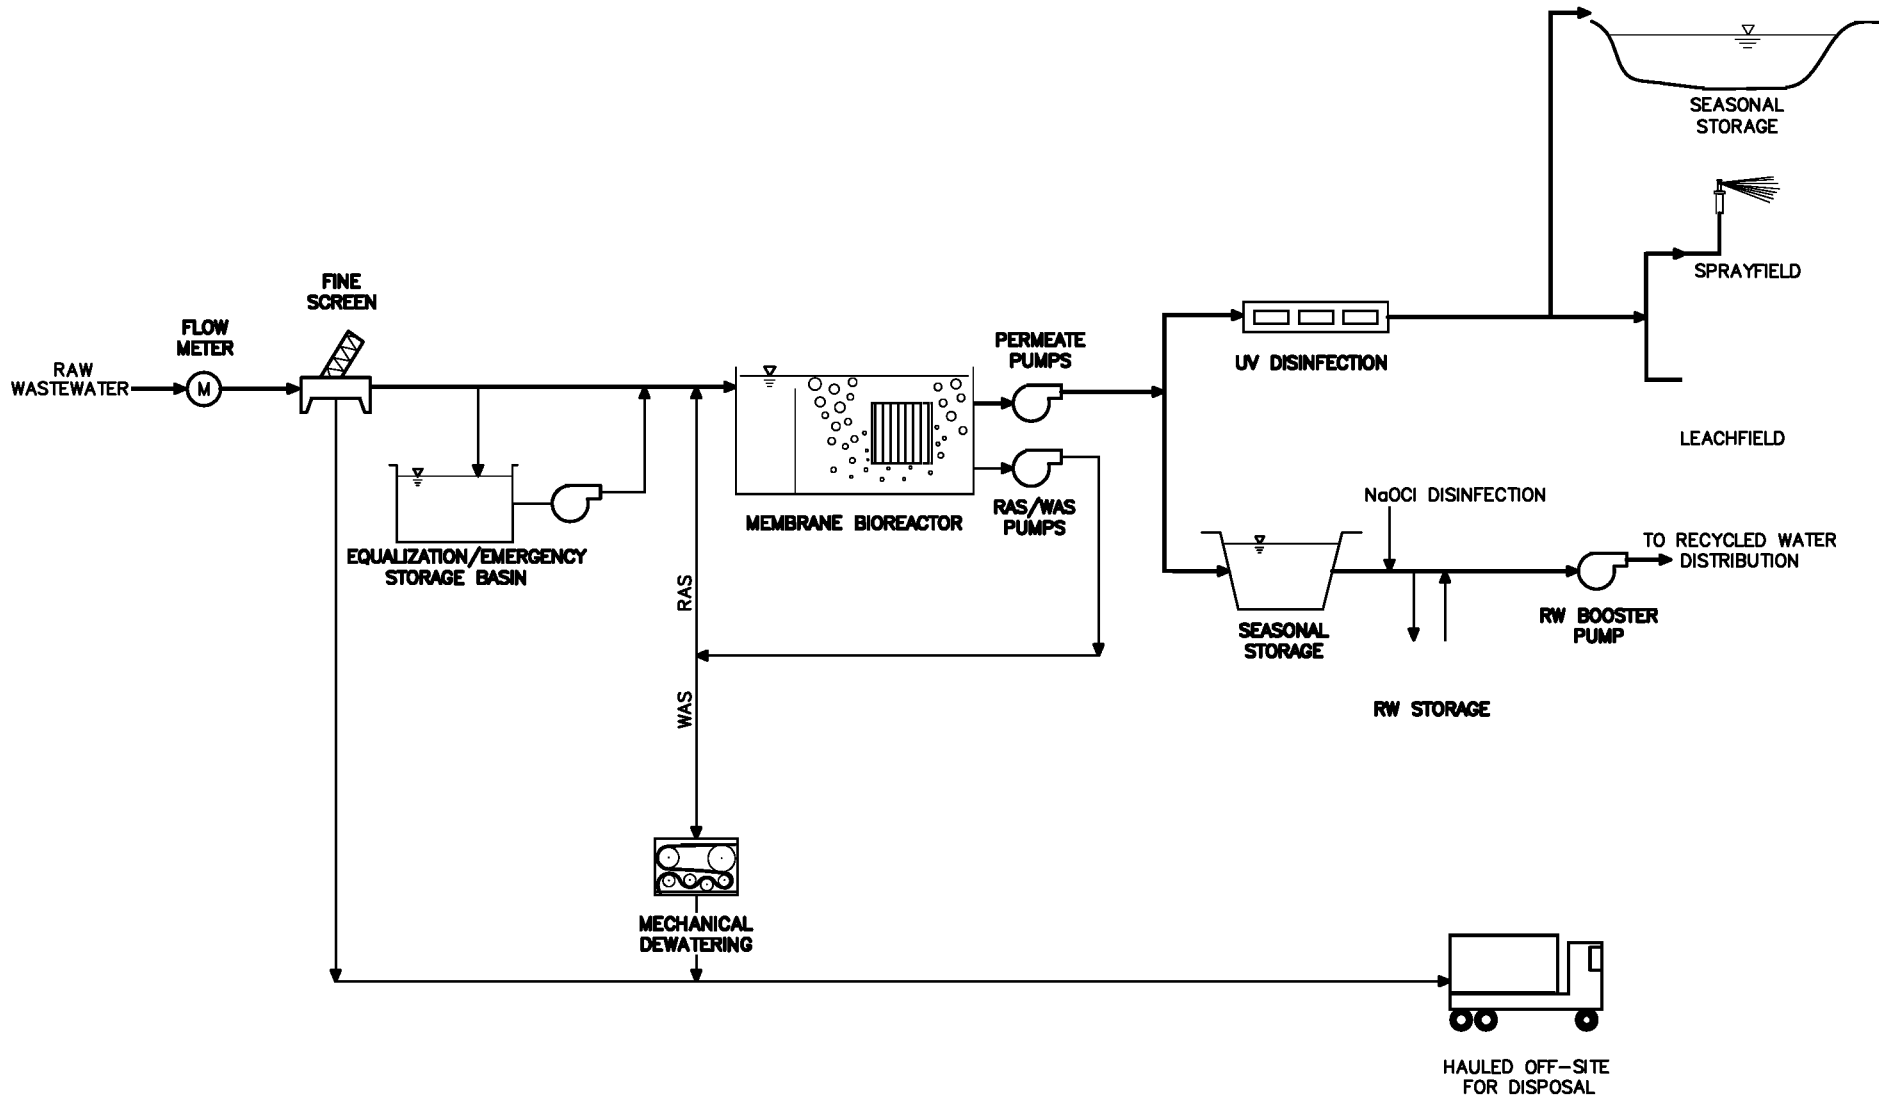 SEASONAL
STORAGE
SPRAYFIELD
FINE
SCREEN
FLOW
METER
RAW
WASTEWATER
M
PERMEATE
PUMPS
UV DISINFECTION
LEACHFIELD
MEMBRANE BIOREACTOR
RAS/WAS
PUMPS
NaOCl DISINFECTION
TO RECYCLED WATER
DISTRIBUTION
EQUALIZATION/EMERGENCY
STORAGE BASIN
RAS
SEASONAL
STORAGE
RW BOOSTER
PUMP
WAS
RW STORAGE
MECHANICAL
DEWATERING
HAULED OFF-SITE
FOR DISPOSAL